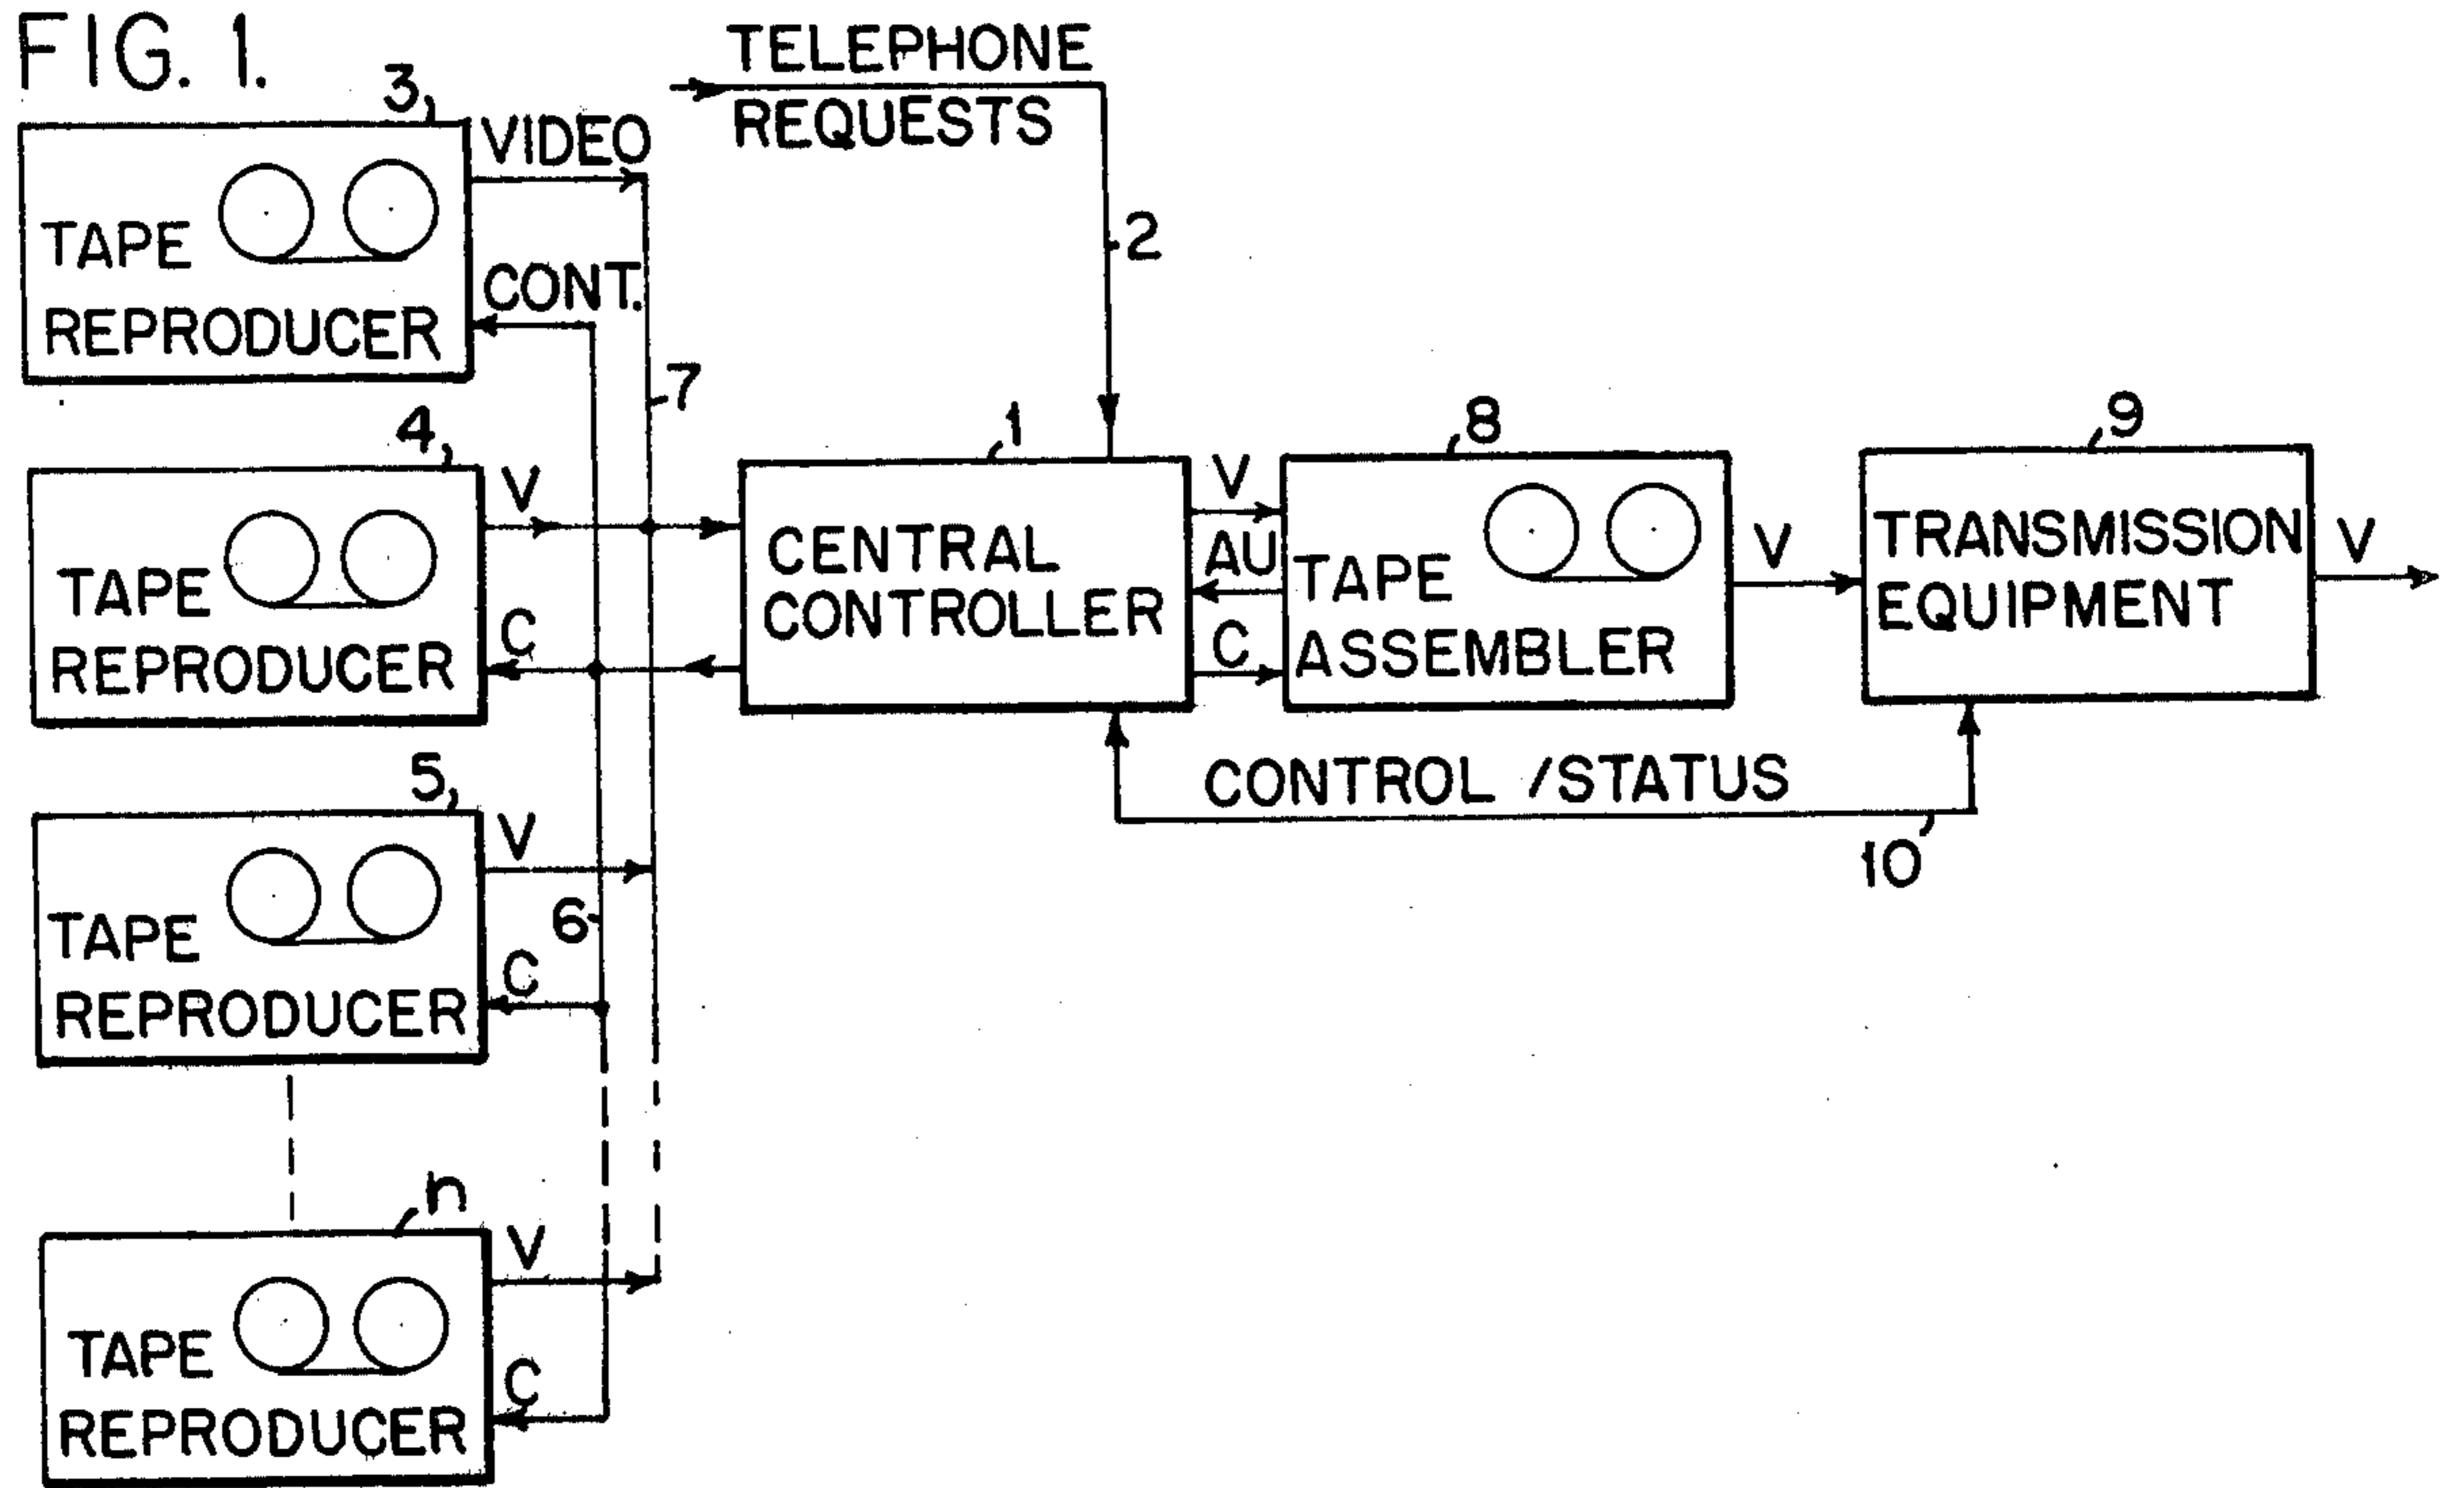 FIG. 1.
TELEPHONE
REQUESTS
2
3
VIDEO
CONT.
TAPE
REPRODUCER
7
4
V
C
TAPE
REPRODUCER
1
CENTRAL
CONTROLLER
V
AU
C
8
TAPE
ASSEMBLER
V
9
TRANSMISSION
EQUIPMENT
V
CONTROL /STATUS
10
5
V
6
C
TAPE
REPRODUCER
n
V
C
TAPE
REPRODUCER